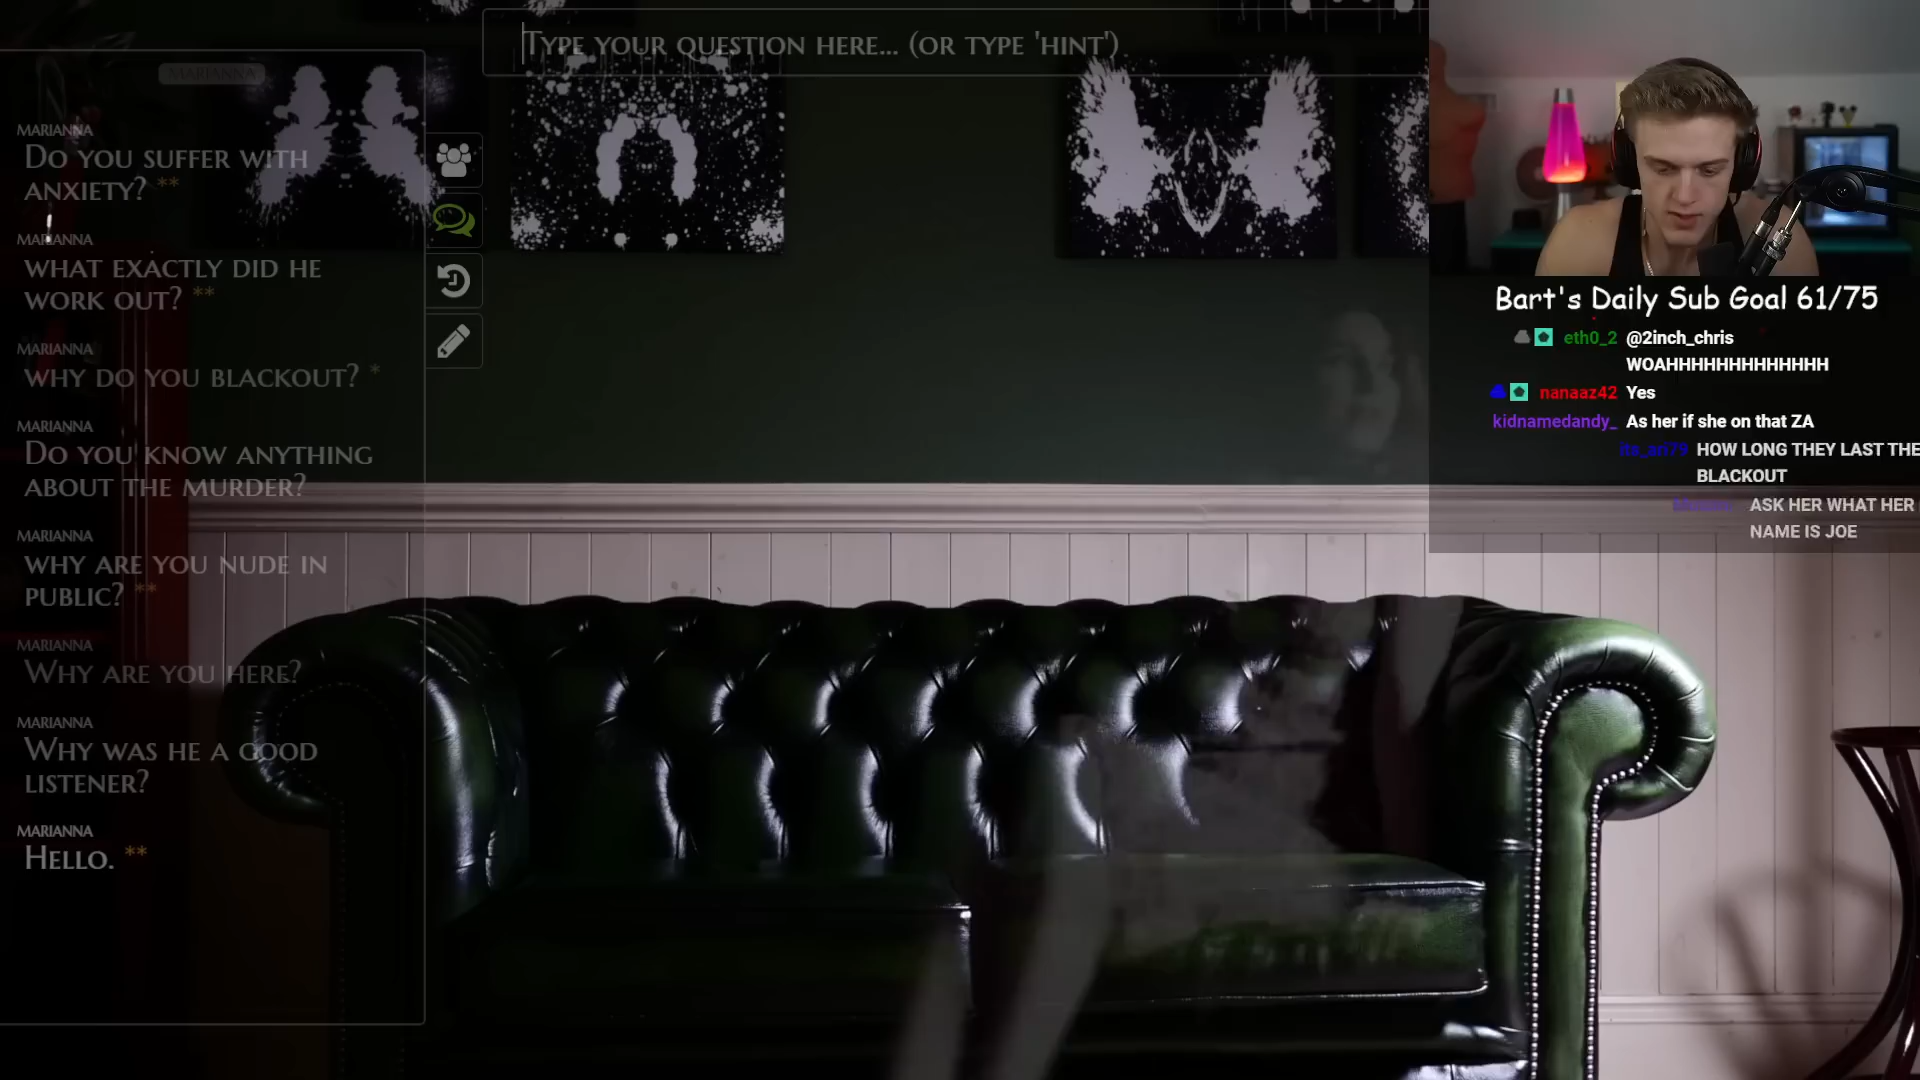 Type your question here... (or type 'hint')
MARIANNA
MARIANNA
Do you suffer with
anxiety? **
MARIANNA
what exactly did he
work out? **
MARIANNA
why do you blackout? *
MARIANNA
Do you know anything
about the murder?
MARIANNA
why are you nude in
public? **
MARIANNA
Why are you here?
MARIANNA
Why was he a good
listener?
MARIANNA
Hello. **
Bart's Daily Sub Goal 61/75
eth0_2 @2inch_chris
WOAHHHHHHHHHHHHH
nanaaz42 Yes
kidnamedandy_ As her if she on that ZA
its_ari79 HOW LONG THEY LAST THE
BLACKOUT
ASK HER WHAT HER
NAME IS JOE